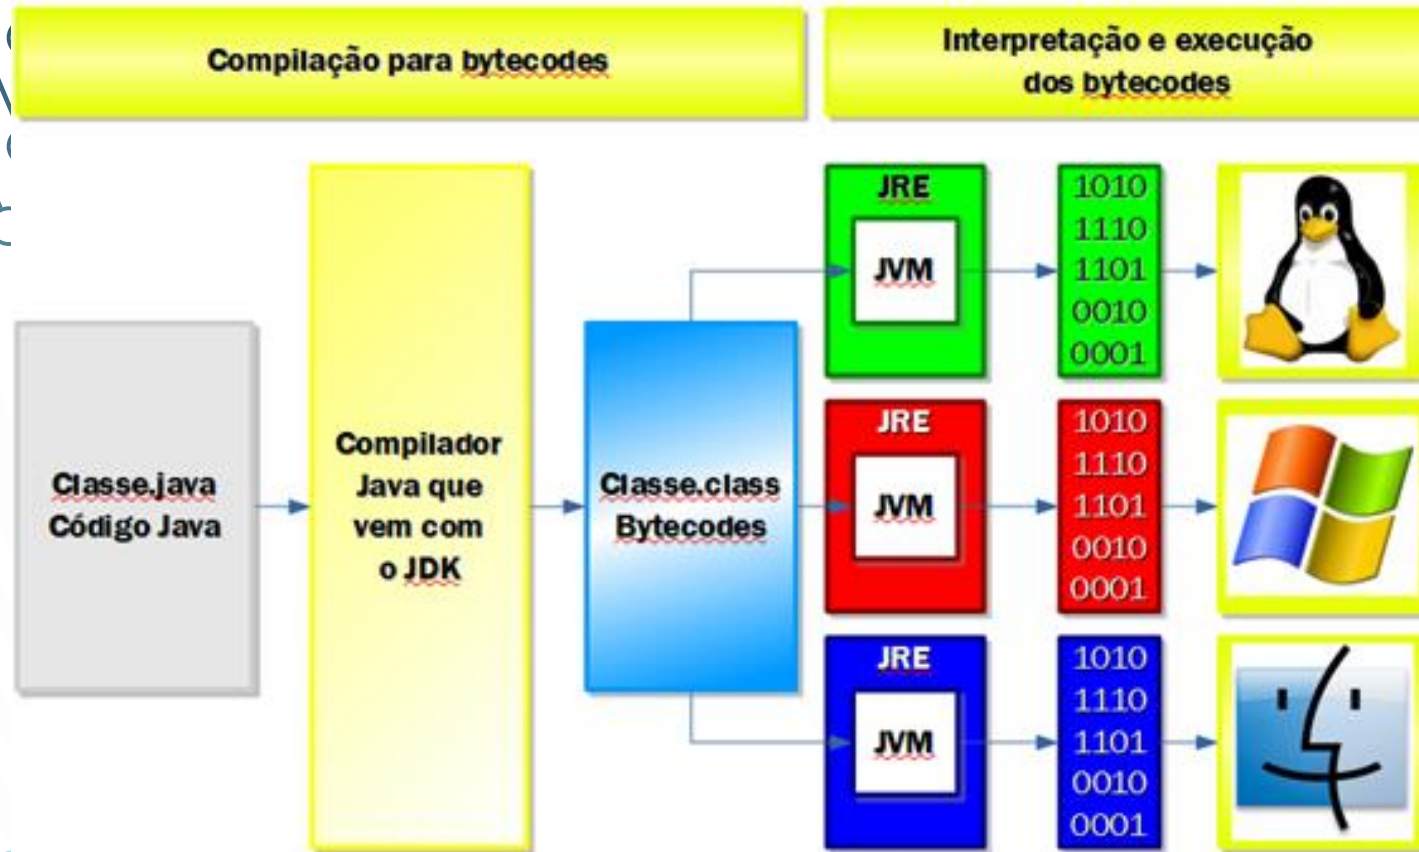 Compilação para bytecodes
Interpretação e execução
dos bytecodes
Classe.java
Código Java
Compilador
Java que
vem com
o JDK
Classe.class
Bytecodes
JRE
JVM
1010
1110
1101
0010
0001
JRE
JVM
1010
1110
1101
0010
0001
JRE
JVM
1010
1110
1101
0010
0001